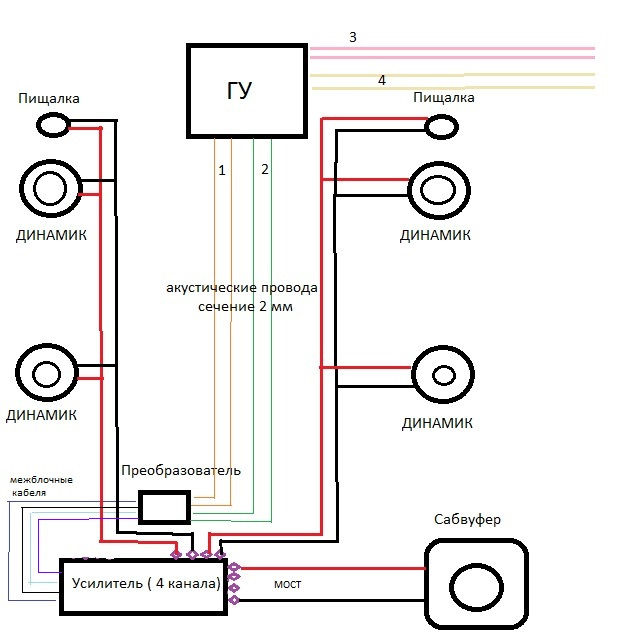 3
ГУ
4
Пищалка
Пищалка
1
2
ДИНАМИК
ДИНАМИК
акустические провода
сечение 2 мм
ДИНАМИК
ДИНАМИК
Преобразователь
межблочные
кабеля
Сабвуфер
Усилитель ( 4 канала)
мост